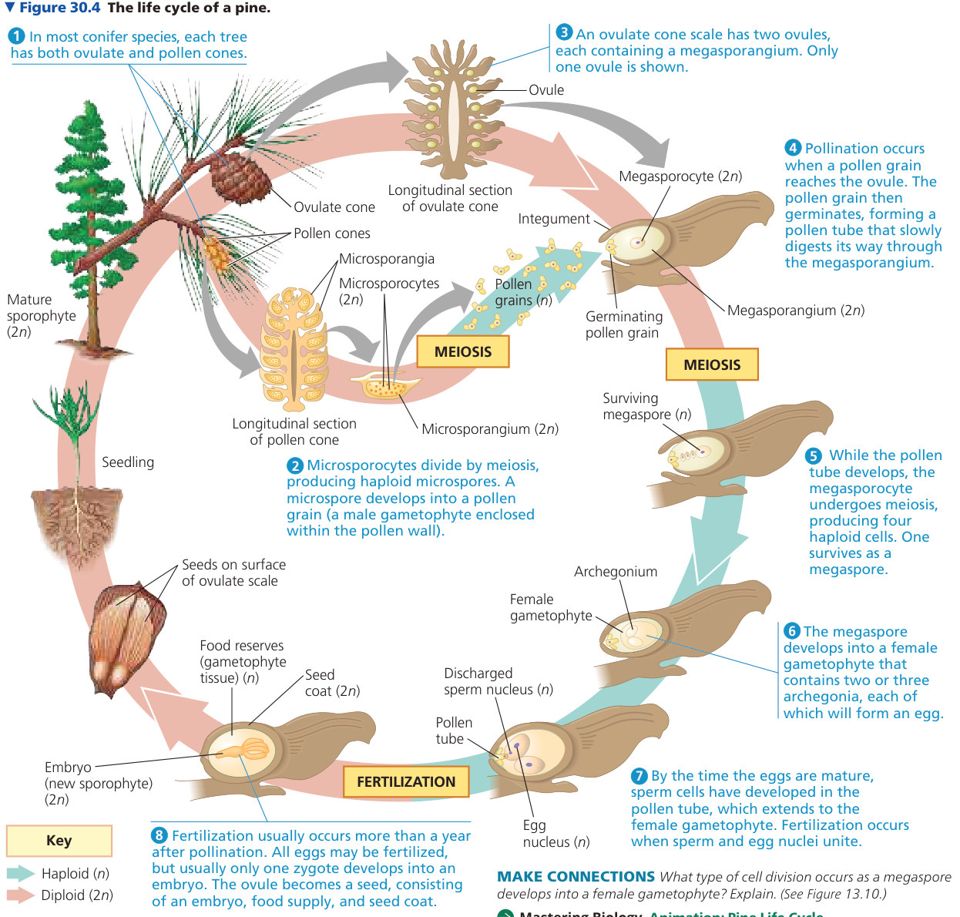 ▼ Figure 30.4 The life cycle of a pine.
1 In most conifer species, each tree
has both ovulate and pollen cones.
3 An ovulate cone scale has two ovules,
each containing a megasporangium. Only
one ovule is shown.
Ovule
Longitudinal section
of ovulate cone
Megasporocyte (2n)
4 Pollination occurs
when a pollen grain
reaches the ovule. The
pollen grain then
germinates, forming a
pollen tube that slowly
digests its way through
the megasporangium.
Ovulate cone
Pollen cones
Integument
Microsporangia
Microsporocytes
(2n)
Pollen
grains (n)
Mature
sporophyte
(2n)
Germinating
pollen grain
Megasporangium (2n)
MEIOSIS
MEIOSIS
Longitudinal section
of pollen cone
Microsporangium (2n)
Surviving
megaspore (n)
Seedling
2 Microsporocytes divide by meiosis,
producing haploid microspores. A
microspore develops into a pollen
grain (a male gametophyte enclosed
within the pollen wall).
5 While the pollen
tube develops, the
megasporocyte
undergoes meiosis,
producing four
haploid cells. One
survives as a
megaspore.
Seeds on surface
of ovulate scale
Archegonium
Female
gametophyte
6 The megaspore
develops into a female
gametophyte that
contains two or three
archegonia, each of
which will form an egg.
Food reserves
(gametophyte
tissue) (n)
Seed
coat (2n)
Discharged
sperm nucleus (n)
Pollen
tube
Embryo
(new sporophyte)
(2n)
FERTILIZATION
Egg
nucleus (n)
7 By the time the eggs are mature,
sperm cells have developed in the
pollen tube, which extends to the
female gametophyte. Fertilization occurs
when sperm and egg nuclei unite.
8 Fertilization usually occurs more than a year
after pollination. All eggs may be fertilized,
but usually only one zygote develops into an
embryo. The ovule becomes a seed, consisting
of an embryo, food supply, and seed coat.
Key
Haploid (n)
Diploid (2n)
MAKE CONNECTIONS What type of cell division occurs as a megaspore
develops into a female gametophyte? Explain. (See Figure 13.10.)
Mastering Biology Animation: Pine Life Cycle